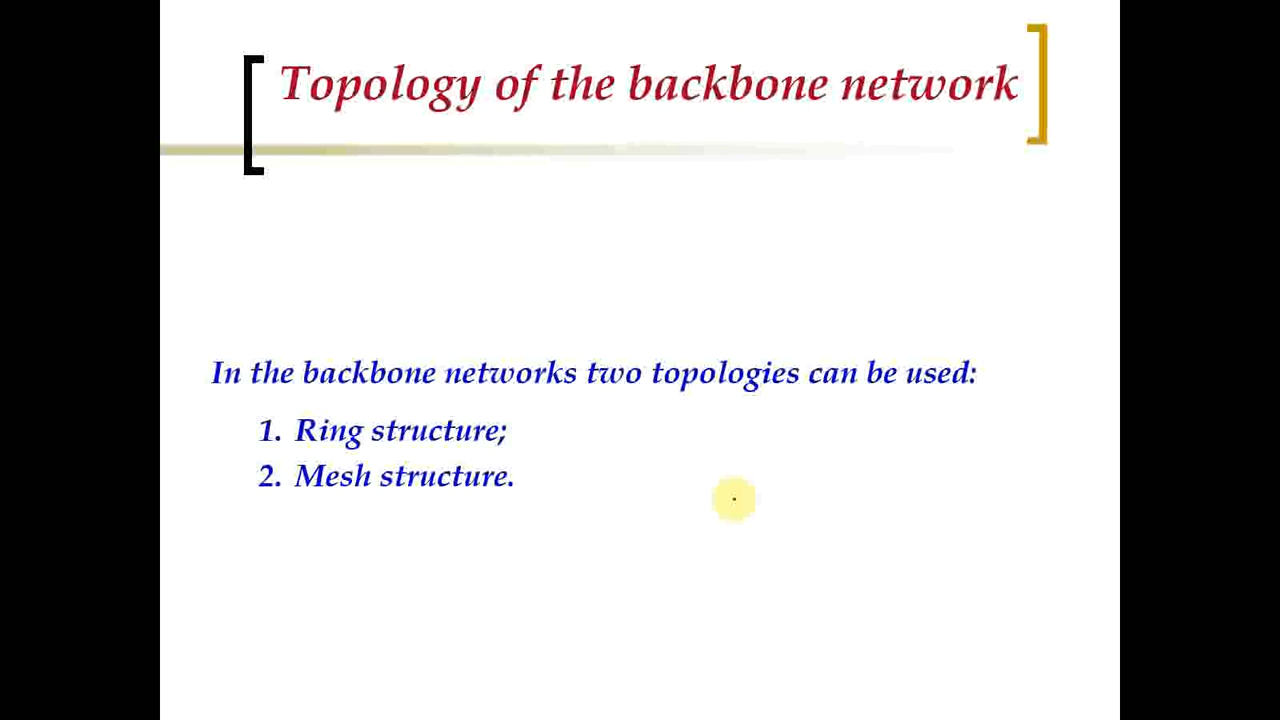 Topology of the backbone network
In the backbone networks two topologies can be used:
1. Ring structure;
2. Mesh structure.